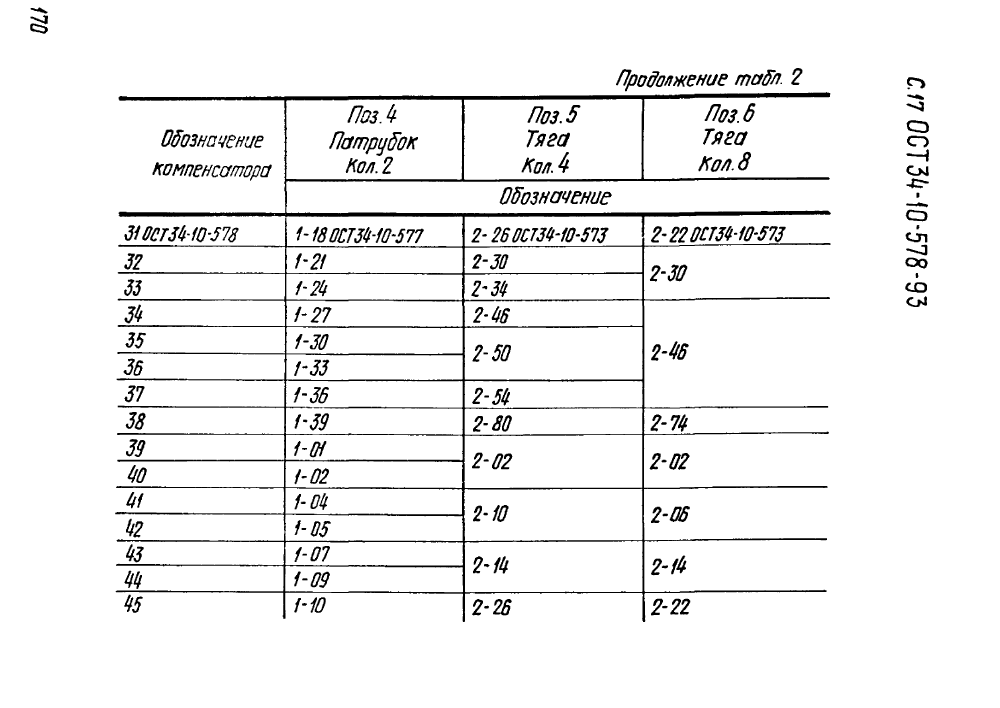 170
С.17 ОСТ34-10-578-93
Продолжение табл. 2
Обозначение компенсатора
Поз. 4 Патрубок Кол. 2
Поз. 5 Тяга Кол. 4
Поз. 6 Тяга Кол. 8
Обозначение
31 ОСТ34-10-578 1-18 ОСТ34-10-577 2-26 ОСТ34-10-573 2-22 ОСТ34-10-573
32 1-21 2-30 2-30
33 1-24 2-34
34 1-27 2-46 2-46
35 1-30 2-50
36 1-33
37 1-36 2-54
38 1-39 2-80 2-74
39 1-01 2-02 2-02
40 1-02
41 1-04 2-10 2-06
42 1-05
43 1-07 2-14 2-14
44 1-09
45 1-10 2-26 2-22